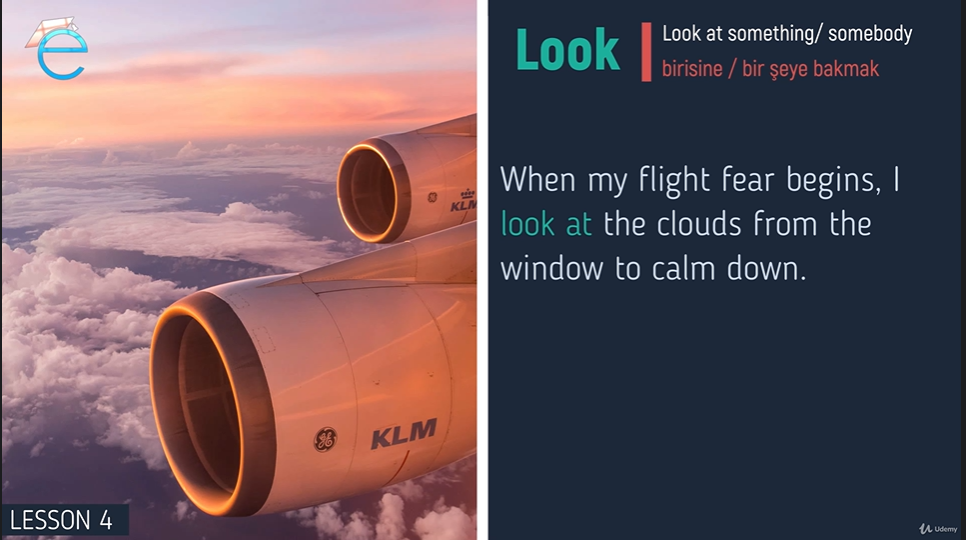 e
KLM
KLM
LESSON 4
Look
Look at something/ somebody
birisine / bir şeye bakmak
When my flight fear begins, I
look at the clouds from the
window to calm down.
Udemy